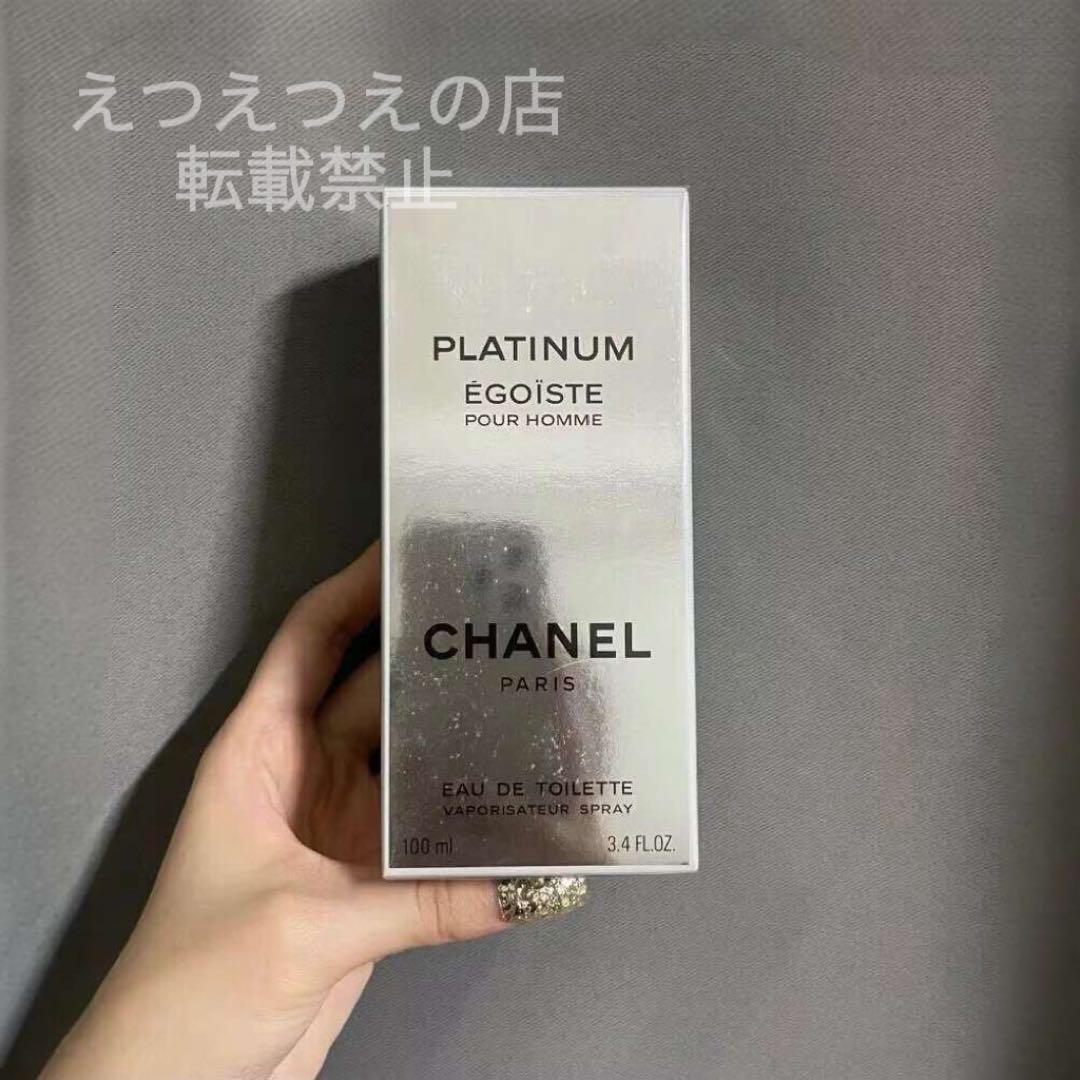 えつえつえの店
転載禁止
PLATINUM
ÉGOÏSTE
POUR HOMME
CHANEL
PARIS
EAU DE TOILETTE
VAPORISATEUR SPRAY
100 ml 3.4 FL.OZ.